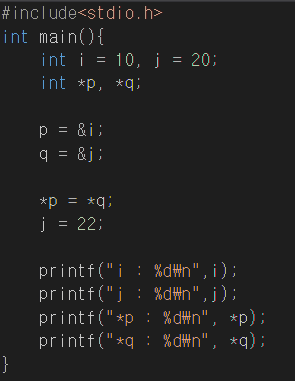 #include<stdio.h>
int main(){
    int i = 10, j = 20;
    int *p, *q;

    p = &i;
    q = &j;

    *p = *q;
    j = 22;

    printf("i : %d₩n",i);
    printf("j : %d₩n",j);
    printf("*p : %d₩n", *p);
    printf("*q : %d₩n", *q);
}